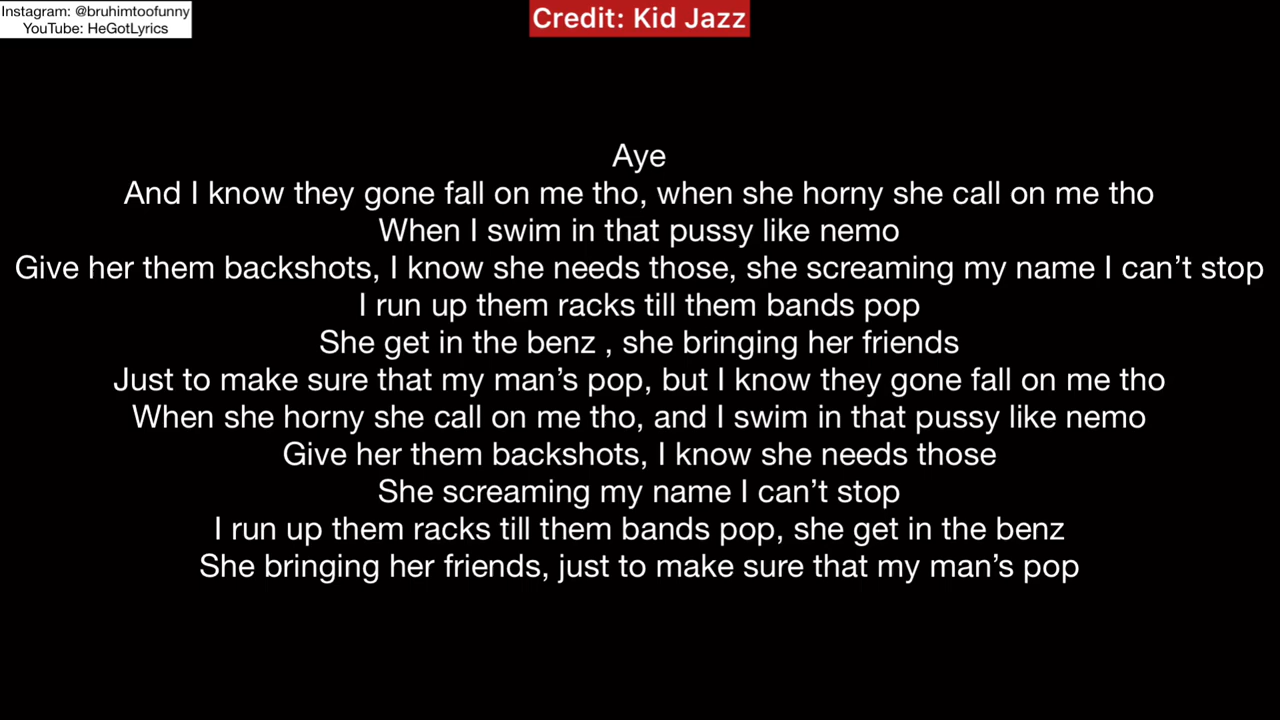 Instagram: @bruhimtoofunny
YouTube: HeGotLyrics
Credit: Kid Jazz
Aye
And I know they gone fall on me tho, when she horny she call on me tho
When I swim in that pussy like nemo
Give her them backshots, I know she needs those, she screaming my name I can’t stop
I run up them racks till them bands pop
She get in the benz , she bringing her friends
Just to make sure that my man’s pop, but I know they gone fall on me tho
When she horny she call on me tho, and I swim in that pussy like nemo
Give her them backshots, I know she needs those
She screaming my name I can’t stop
I run up them racks till them bands pop, she get in the benz
She bringing her friends, just to make sure that my man’s pop